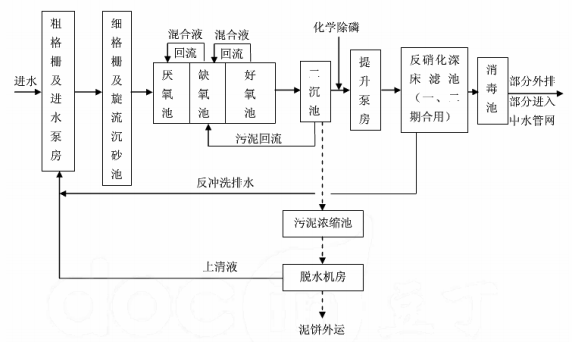 进水
粗格栅及进水泵房
细格栅及旋流沉砂池
混合液
回流
混合液
回流
厌氧池
缺氧池
好氧池
二沉池
化学除磷
提升泵房
反硝化深
床滤池
（一、二
期合用）
消毒池
部分外排
部分进入
中水管网
污泥回流
反冲洗排水
污泥浓缩池
上清液
脱水机房
泥饼外运
docin
豆丁